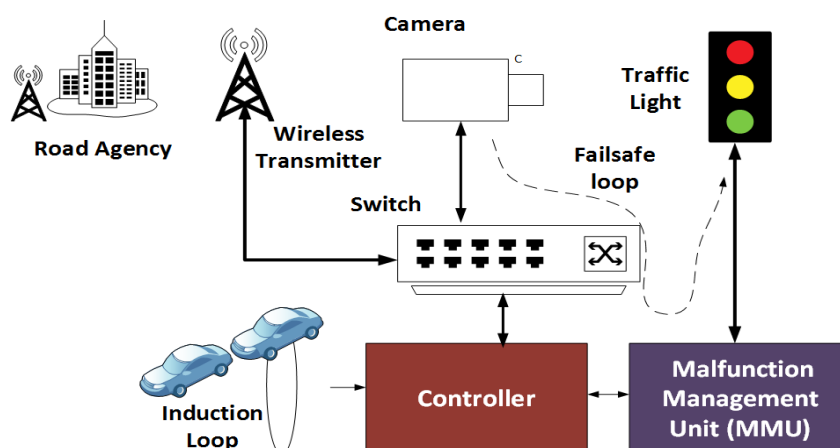 Camera
C
Road Agency
Wireless
Transmitter
Traffic
Light
Failsafe
loop
Switch
Induction
Loop
Controller
Malfunction
Management
Unit (MMU)